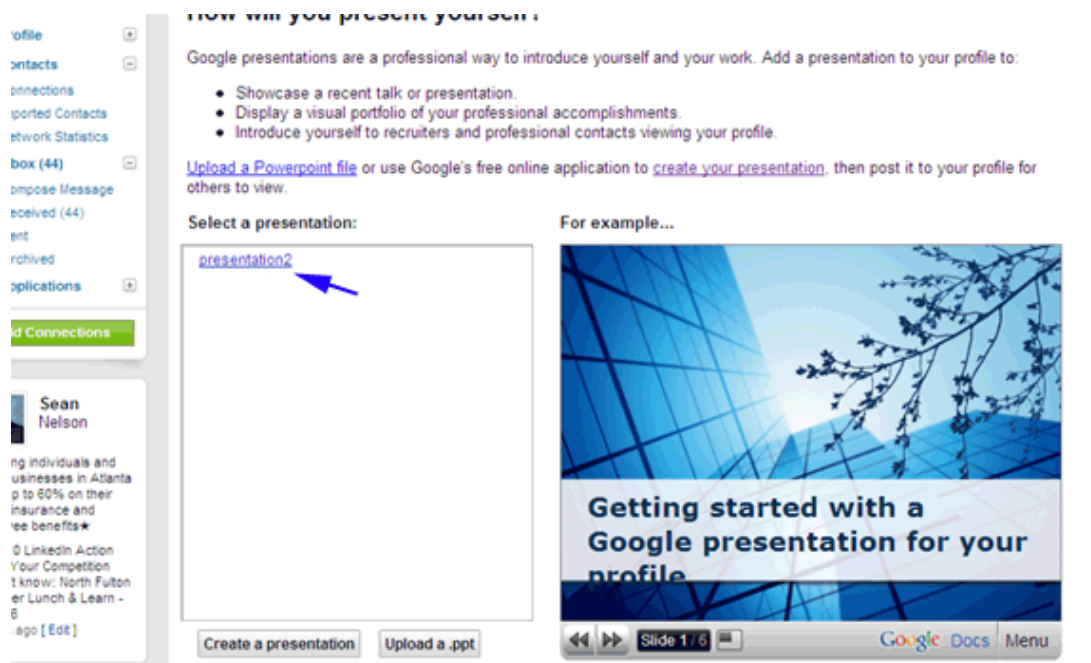 How will you present yourself?
Google presentations are a professional way to introduce yourself and your work. Add a presentation to your profile to:
Showcase a recent talk or presentation.
Display a visual portfolio of your professional accomplishments.
Introduce yourself to recruiters and professional contacts viewing your profile.
Upload a Powerpoint file or use Google's free online application to create your presentation, then post it to your profile for
others to view.
Select a presentation:
presentation2
Create a presentation
Upload a .ppt
For example...
Getting started with a
Google presentation for your
profile
Slide 1/6
Google Docs
Menu
ofile
ontacts
onnections
ported Contacts
etwork Statistics
box (44)
ompose Message
eceived (44)
ent
rchived
pplications
d Connections
Sean
Nelson
ng individuals and
usinesses in Atlanta
p to 60% on their
insurance and
ee benefits★
0 LinkedIn Action
Your Competition
t know: North Fulton
er Lunch & Learn -
6
ago [ Edit ]